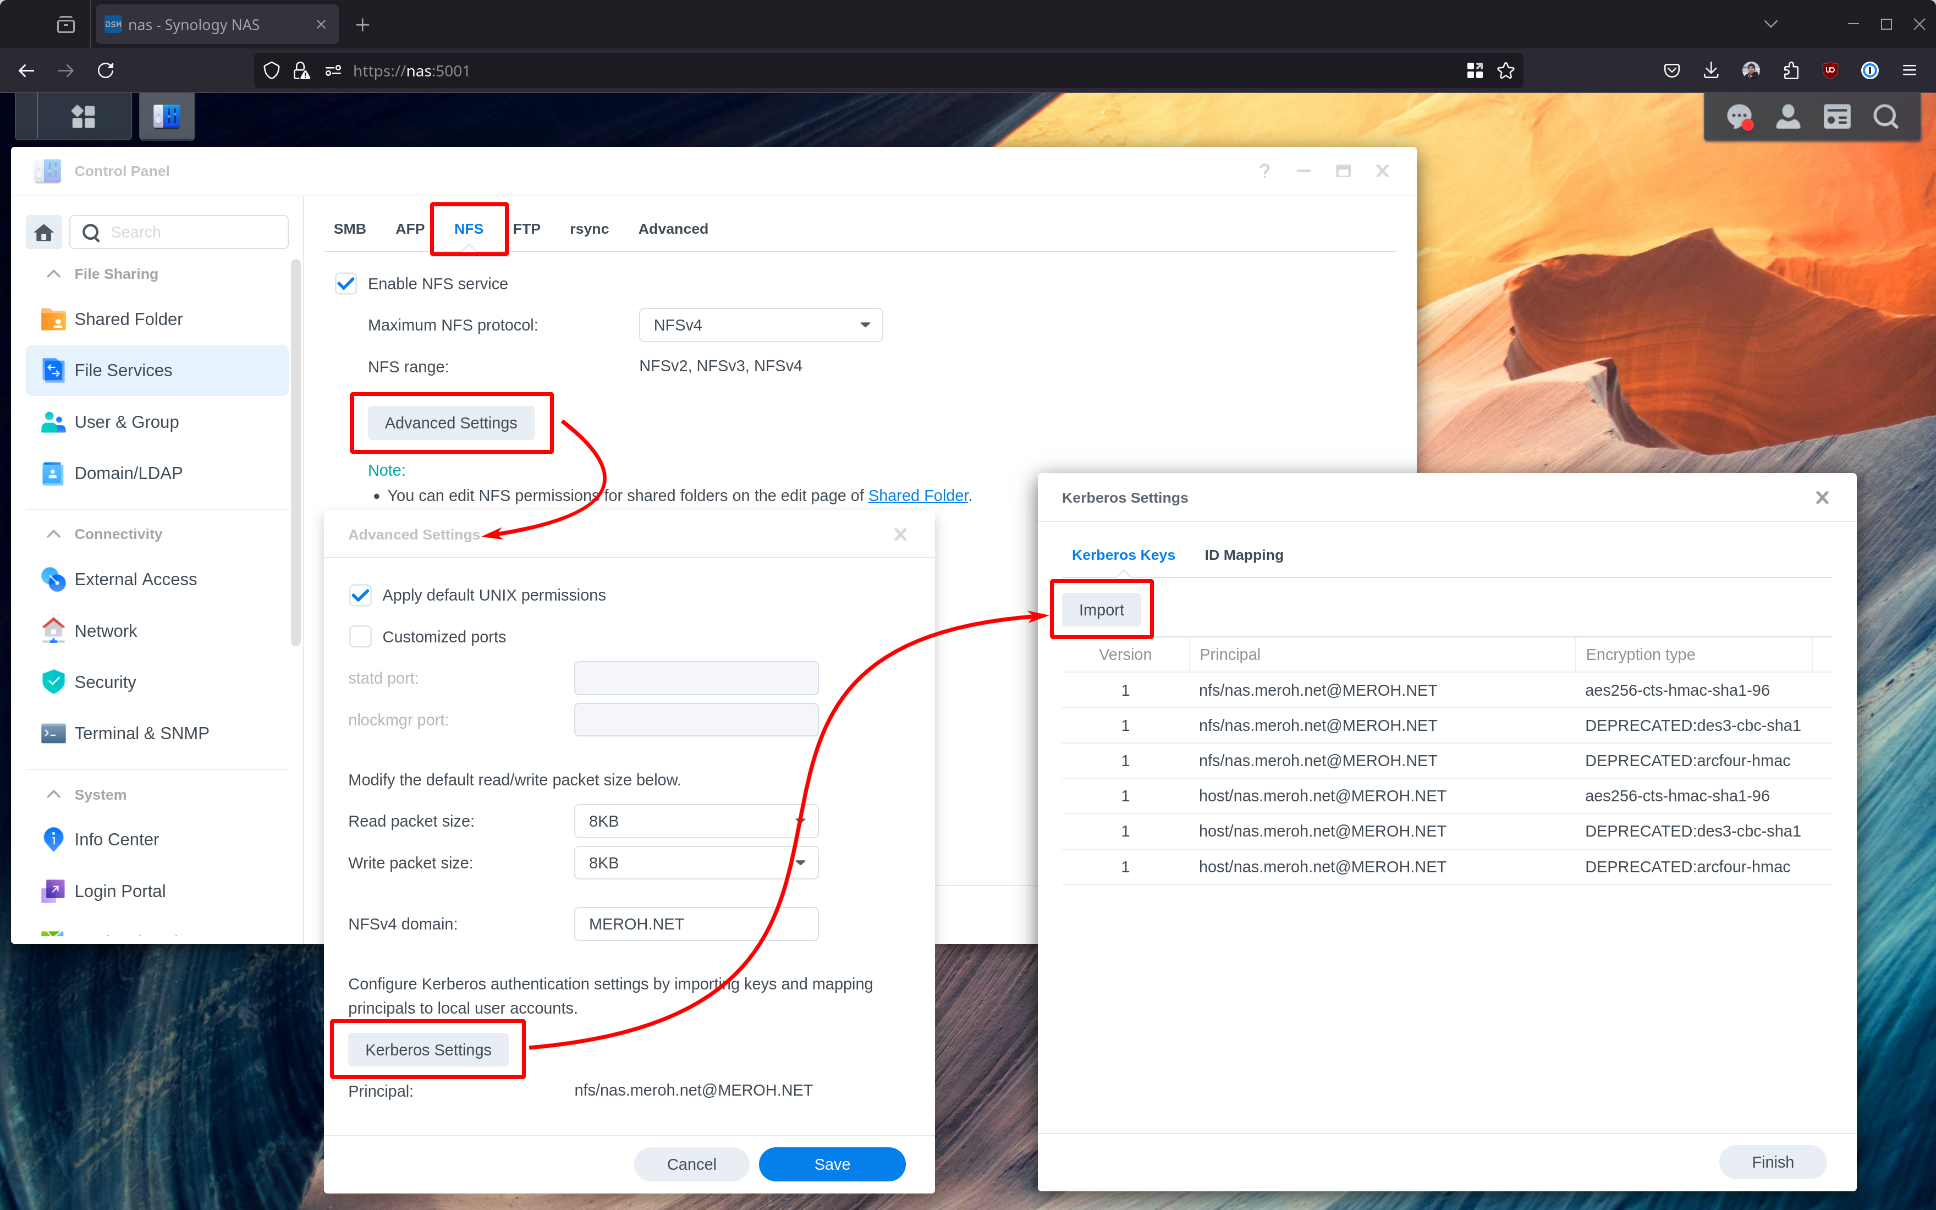 DSM nas - Synology NAS
https://nas:5001
Control Panel
Search
File Sharing
Shared Folder
File Services
User & Group
Domain/LDAP
Connectivity
External Access
Network
Security
Terminal & SNMP
System
Info Center
Login Portal
SMB AFP NFS FTP rsync Advanced
Enable NFS service
Maximum NFS protocol: NFSv4
NFS range: NFSv2, NFSv3, NFSv4
Advanced Settings
Note:
• You can edit NFS permissions for shared folders on the edit page of Shared Folder.
Advanced Settings
Apply default UNIX permissions
Customized ports
statd port:
nlockmgr port:
Modify the default read/write packet size below.
Read packet size: 8KB
Write packet size: 8KB
NFSv4 domain: MEROH.NET
Configure Kerberos authentication settings by importing keys and mapping
principals to local user accounts.
Kerberos Settings
Principal: nfs/nas.meroh.net@MEROH.NET
Cancel Save
Kerberos Settings
Kerberos Keys ID Mapping
Import
Version Principal Encryption type
1 nfs/nas.meroh.net@MEROH.NET aes256-cts-hmac-sha1-96
1 nfs/nas.meroh.net@MEROH.NET DEPRECATED:des3-cbc-sha1
1 nfs/nas.meroh.net@MEROH.NET DEPRECATED:arcfour-hmac
1 host/nas.meroh.net@MEROH.NET aes256-cts-hmac-sha1-96
1 host/nas.meroh.net@MEROH.NET DEPRECATED:des3-cbc-sha1
1 host/nas.meroh.net@MEROH.NET DEPRECATED:arcfour-hmac
Finish